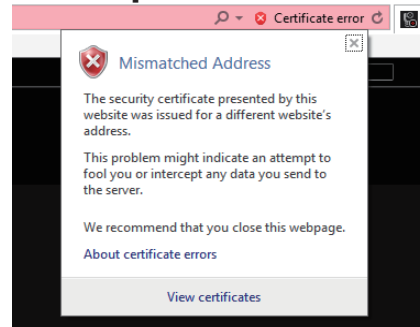 Certificate error
Mismatched Address
The security certificate presented by this
website was issued for a different website's
address.
This problem might indicate an attempt to
fool you or intercept any data you send to
the server.
We recommend that you close this webpage.
About certificate errors
View certificates